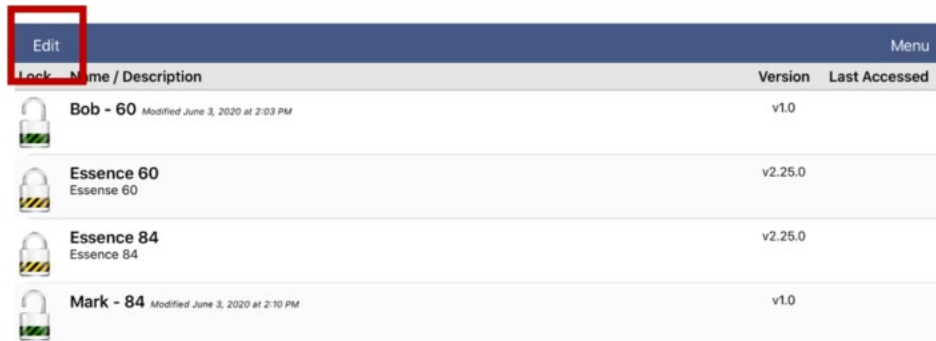 Edit Menu
Lock Name / Description Version Last Accessed
Bob - 60 Modified June 3, 2020 at 2:03 PM v1.0
Essence 60 v2.25.0
Essense 60
Essence 84 v2.25.0
Essence 84
Mark - 84 Modified June 3, 2020 at 2:10 PM v1.0